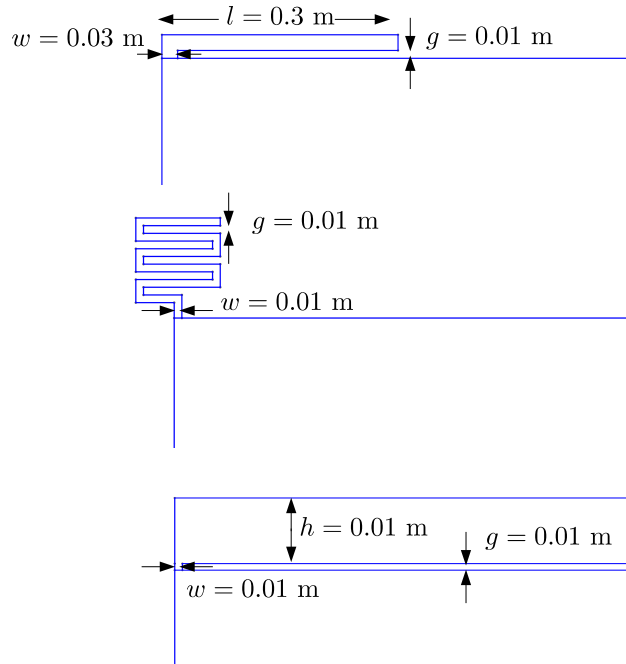 l = 0.3 m
w = 0.03 m
g = 0.01 m
g = 0.01 m
w = 0.01 m
h = 0.01 m
g = 0.01 m
w = 0.01 m